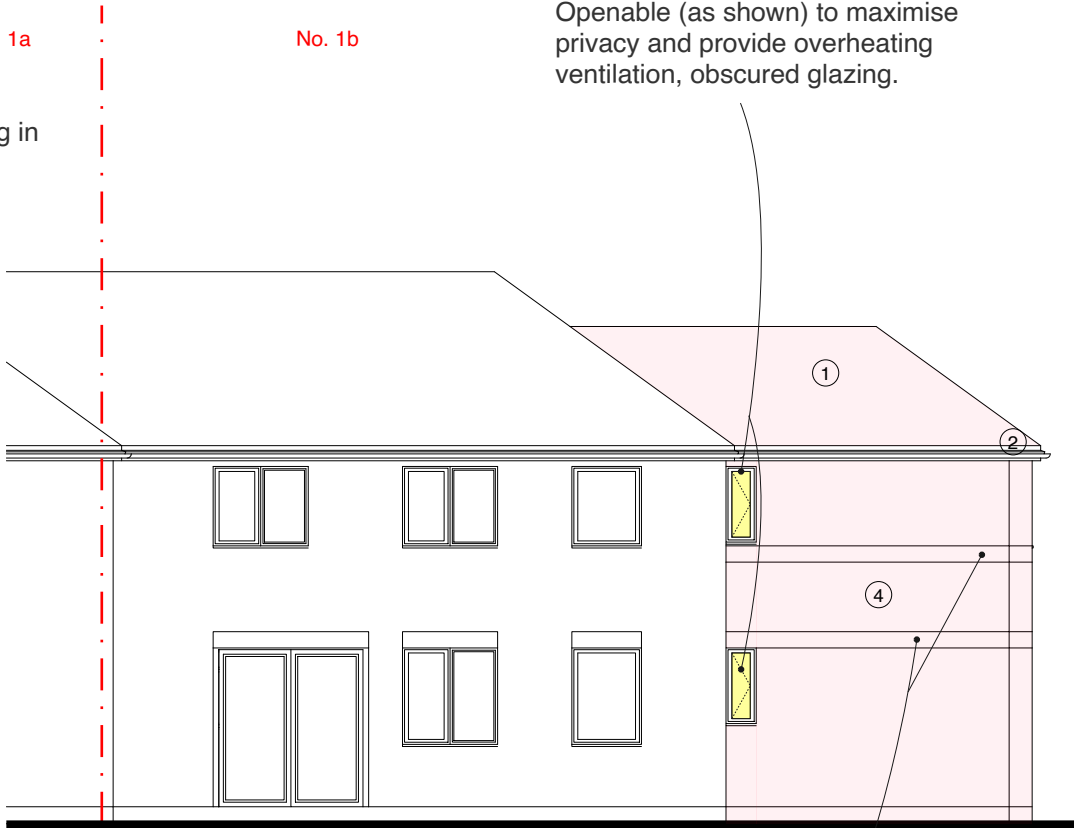 Openable (as shown) to maximise
privacy and provide overheating
ventilation, obscured glazing.
1a
No. 1b
g in
1
2
4